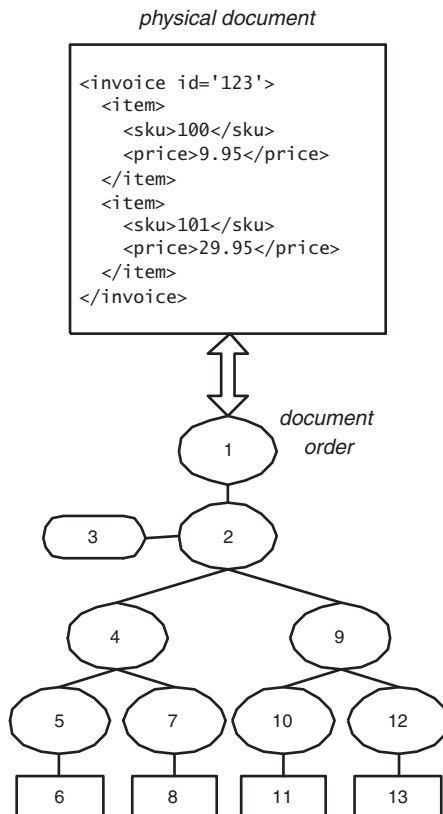 physical document
<invoice id='123'>
  <item>
    <sku>100</sku>
    <price>9.95</price>
  </item>
  <item>
    <sku>101</sku>
    <price>29.95</price>
  </item>
</invoice>
document
order
1
3
2
4
9
5
7
10
12
6
8
11
13